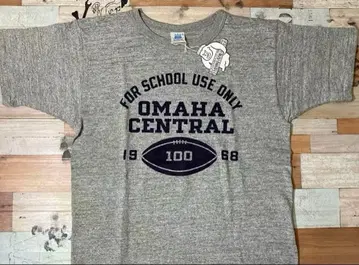 FOR SCHOOL USE ONLY
OMAHA
CENTRAL
19 100 68